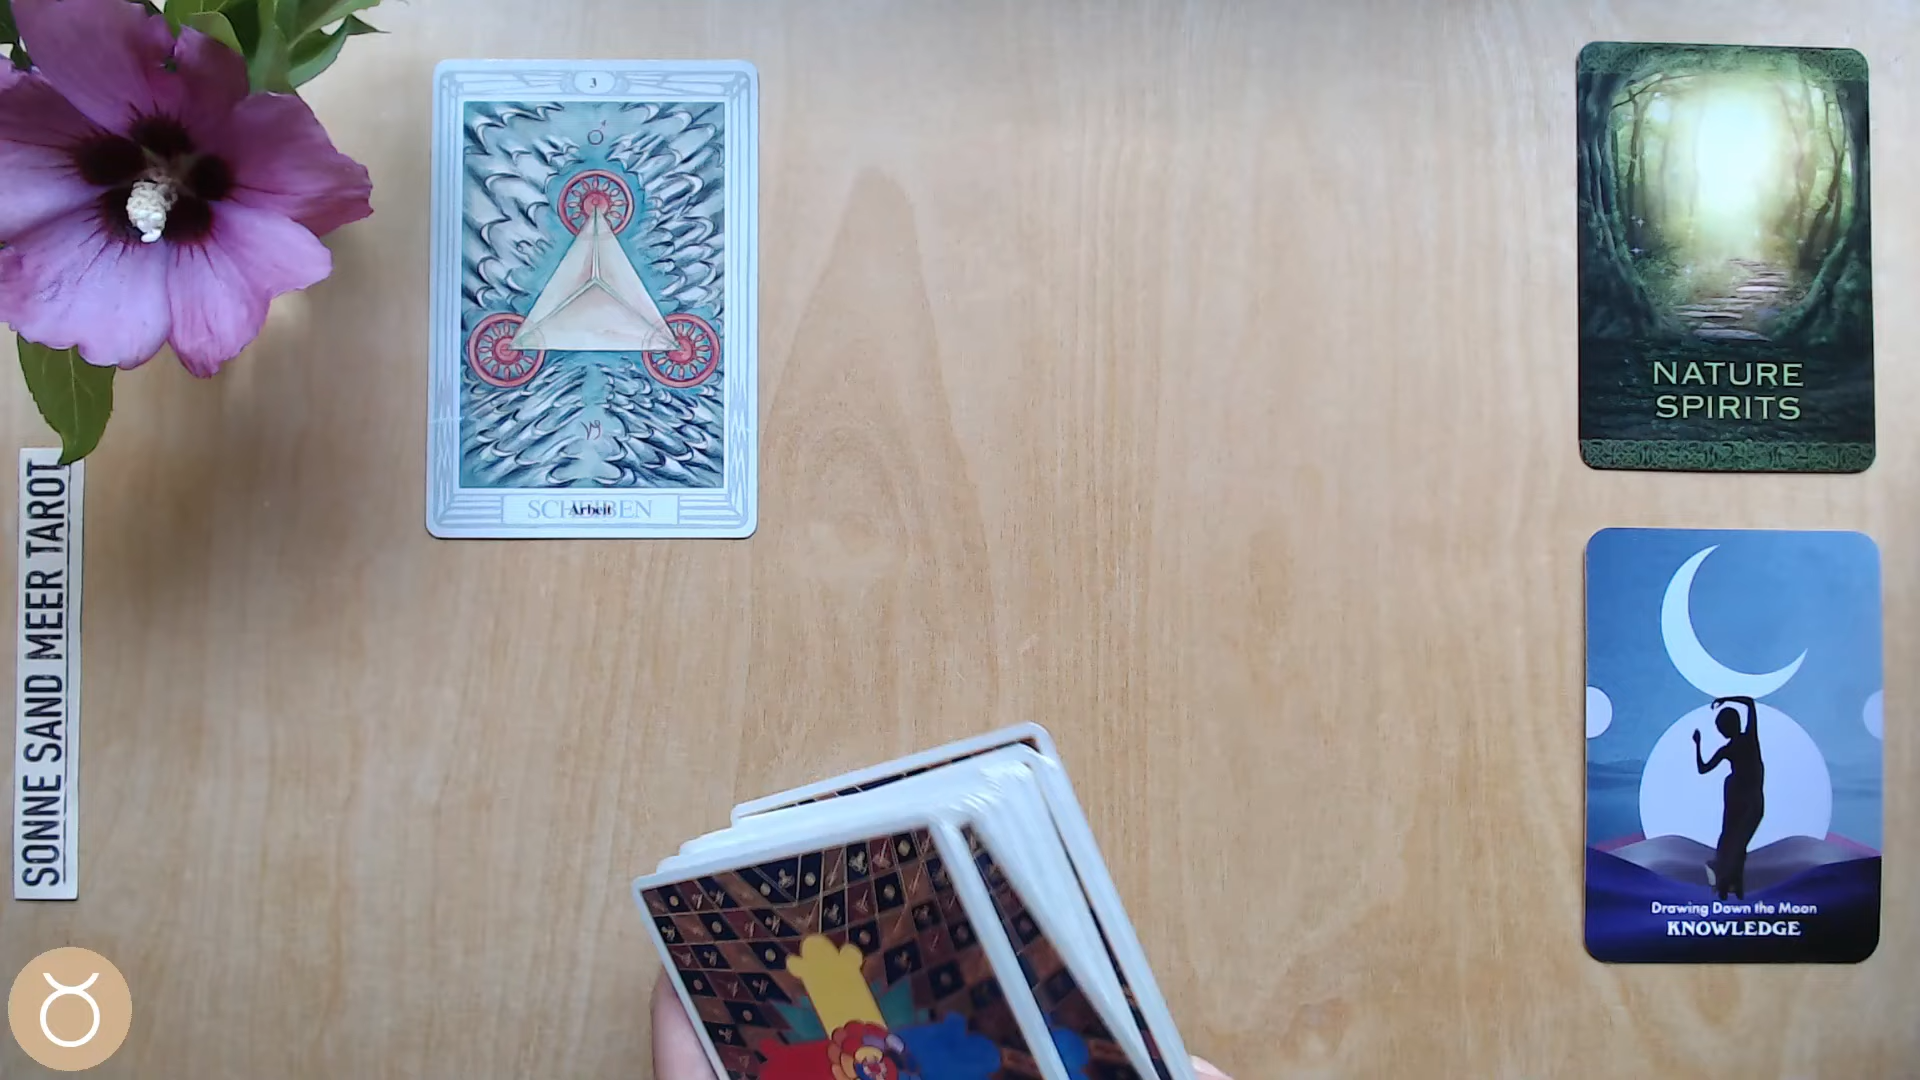 3
SCHEIBEN
Arbeit
NATURE
SPIRITS
Drawing Down the Moon
KNOWLEDGE
SONNE SAND MEER TAROT